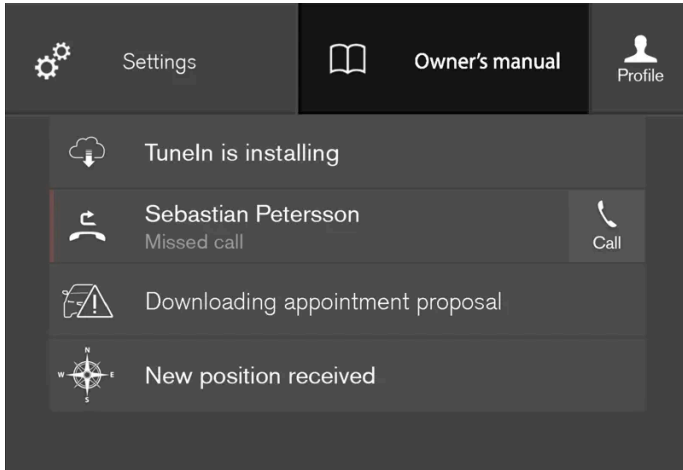 Settings
Owner's manual
Profile
TuneIn is installing
Sebastian Petersson
Missed call
Call
Downloading appointment proposal
N
W E
S
New position received